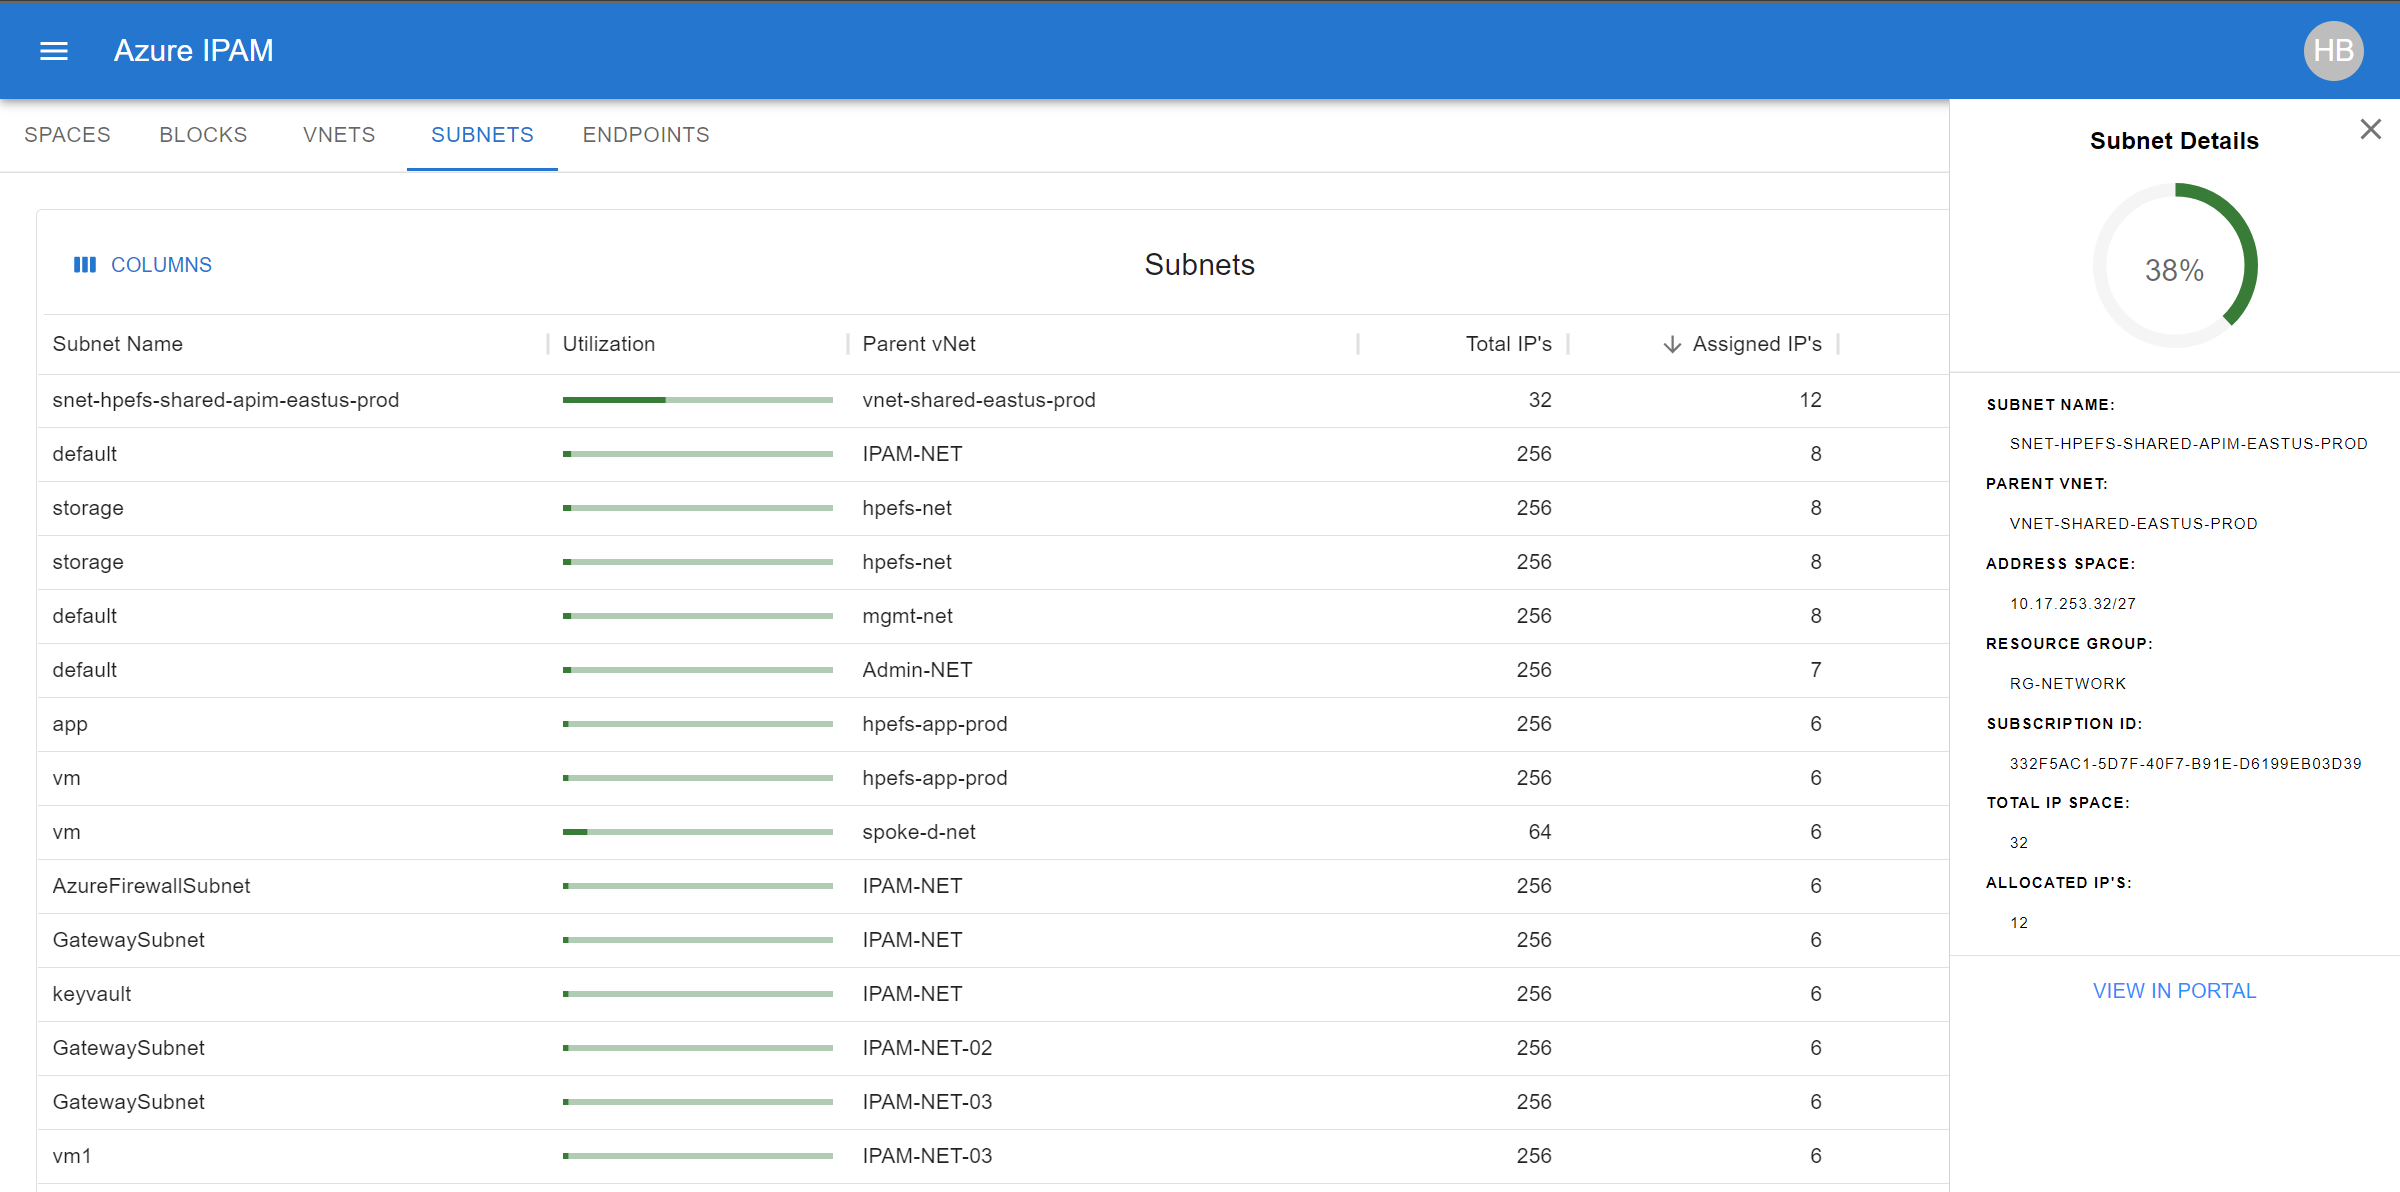 Azure IPAM
HB
SPACES BLOCKS VNETS SUBNETS ENDPOINTS
COLUMNS
Subnets
Subnet Name Utilization Parent vNet Total IP's Assigned IP's
snet-hpefs-shared-apim-eastus-prod vnet-shared-eastus-prod 32 12
default IPAM-NET 256 8
storage hpefs-net 256 8
storage hpefs-net 256 8
default mgmt-net 256 8
default Admin-NET 256 7
app hpefs-app-prod 256 6
vm hpefs-app-prod 256 6
vm spoke-d-net 64 6
AzureFirewallSubnet IPAM-NET 256 6
GatewaySubnet IPAM-NET 256 6
keyvault IPAM-NET 256 6
GatewaySubnet IPAM-NET-02 256 6
GatewaySubnet IPAM-NET-03 256 6
vm1 IPAM-NET-03 256 6
Subnet Details
38%
SUBNET NAME:
SNET-HPEFS-SHARED-APIM-EASTUS-PROD
PARENT VNET:
VNET-SHARED-EASTUS-PROD
ADDRESS SPACE:
10.17.253.32/27
RESOURCE GROUP:
RG-NETWORK
SUBSCRIPTION ID:
332F5AC1-5D7F-40F7-B91E-D6199EB03D39
TOTAL IP SPACE:
32
ALLOCATED IP'S:
12
VIEW IN PORTAL